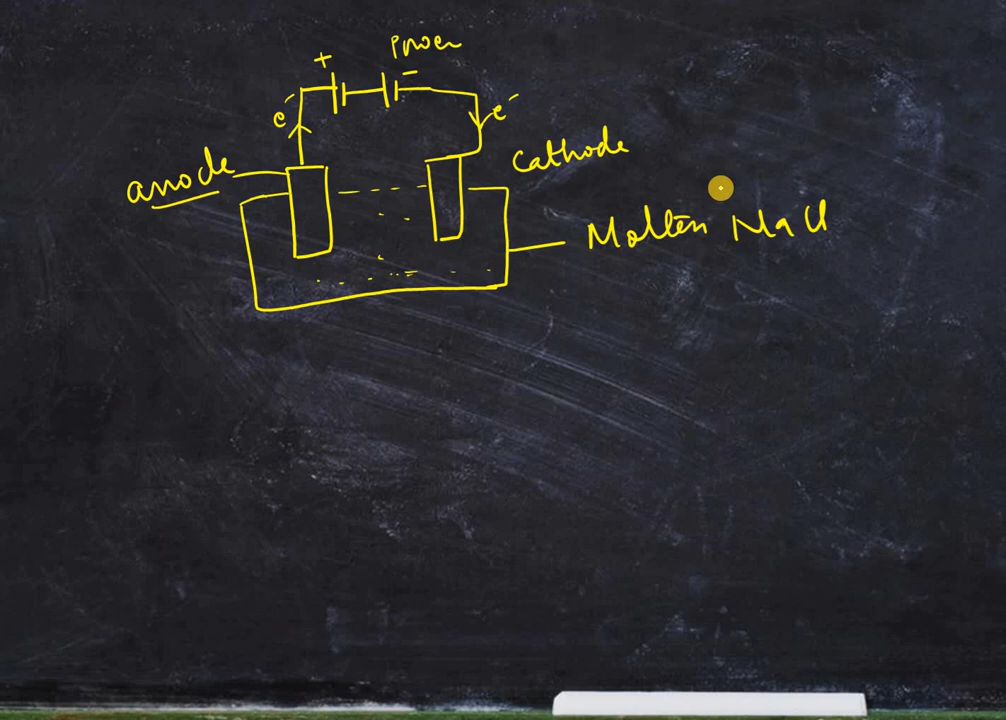 Power
+ -
e- e-
anode
Cathode
Molten NaCl